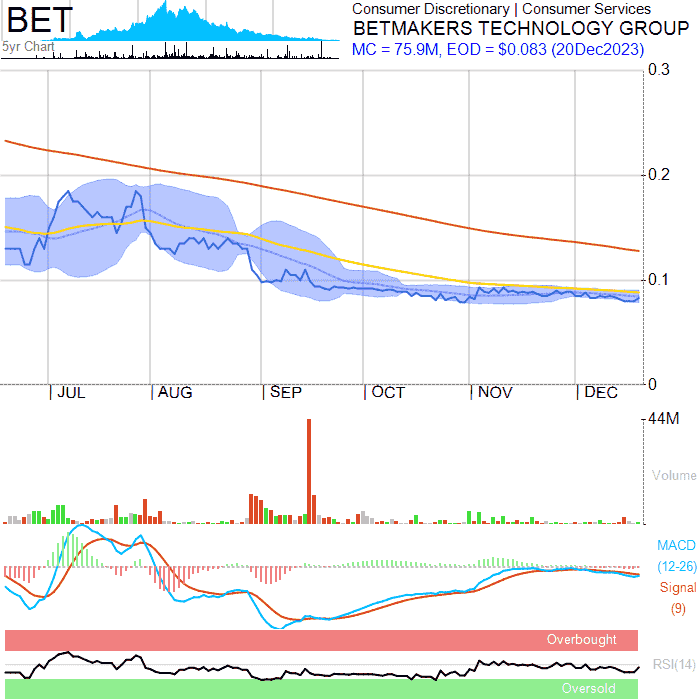 BET
5yr Chart
Consumer Discretionary | Consumer Services
BETMAKERS TECHNOLOGY GROUP
MC = 75.9M, EOD = $0.083 (20Dec2023)
0.3
0.2
0.1
0
JUL AUG SEP OCT NOV DEC
44M
Volume
MACD
(12-26)
Signal
(9)
Overbought
RSI(14)
Oversold